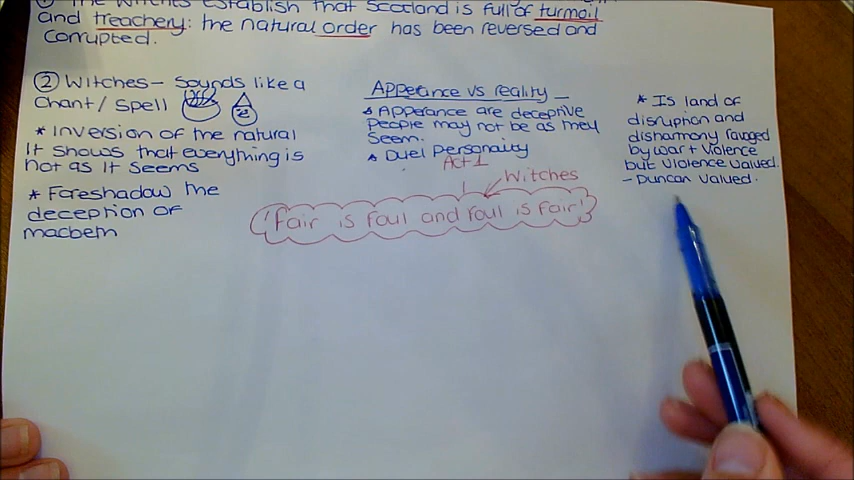 ① The witches establish that Scotland is full of turmoil
and treachery: the natural order has been reversed and
corrupted.
② Witches- Sounds like a
Chant/Spell
* Inversion of the natural
It shows that everything is
not as it seems
* Foreshadow the
deception of
macbeth
Apperance vs reality
* Apperance are deceptive
People may not be as they
Seem.
* Duel Personality
Act 1
Witches
'Fair is Foul and Foul is Fair'
* Is land of
disruption and
disharmony ravaged
by war + violence
but violence valued.
- Duncan valued.